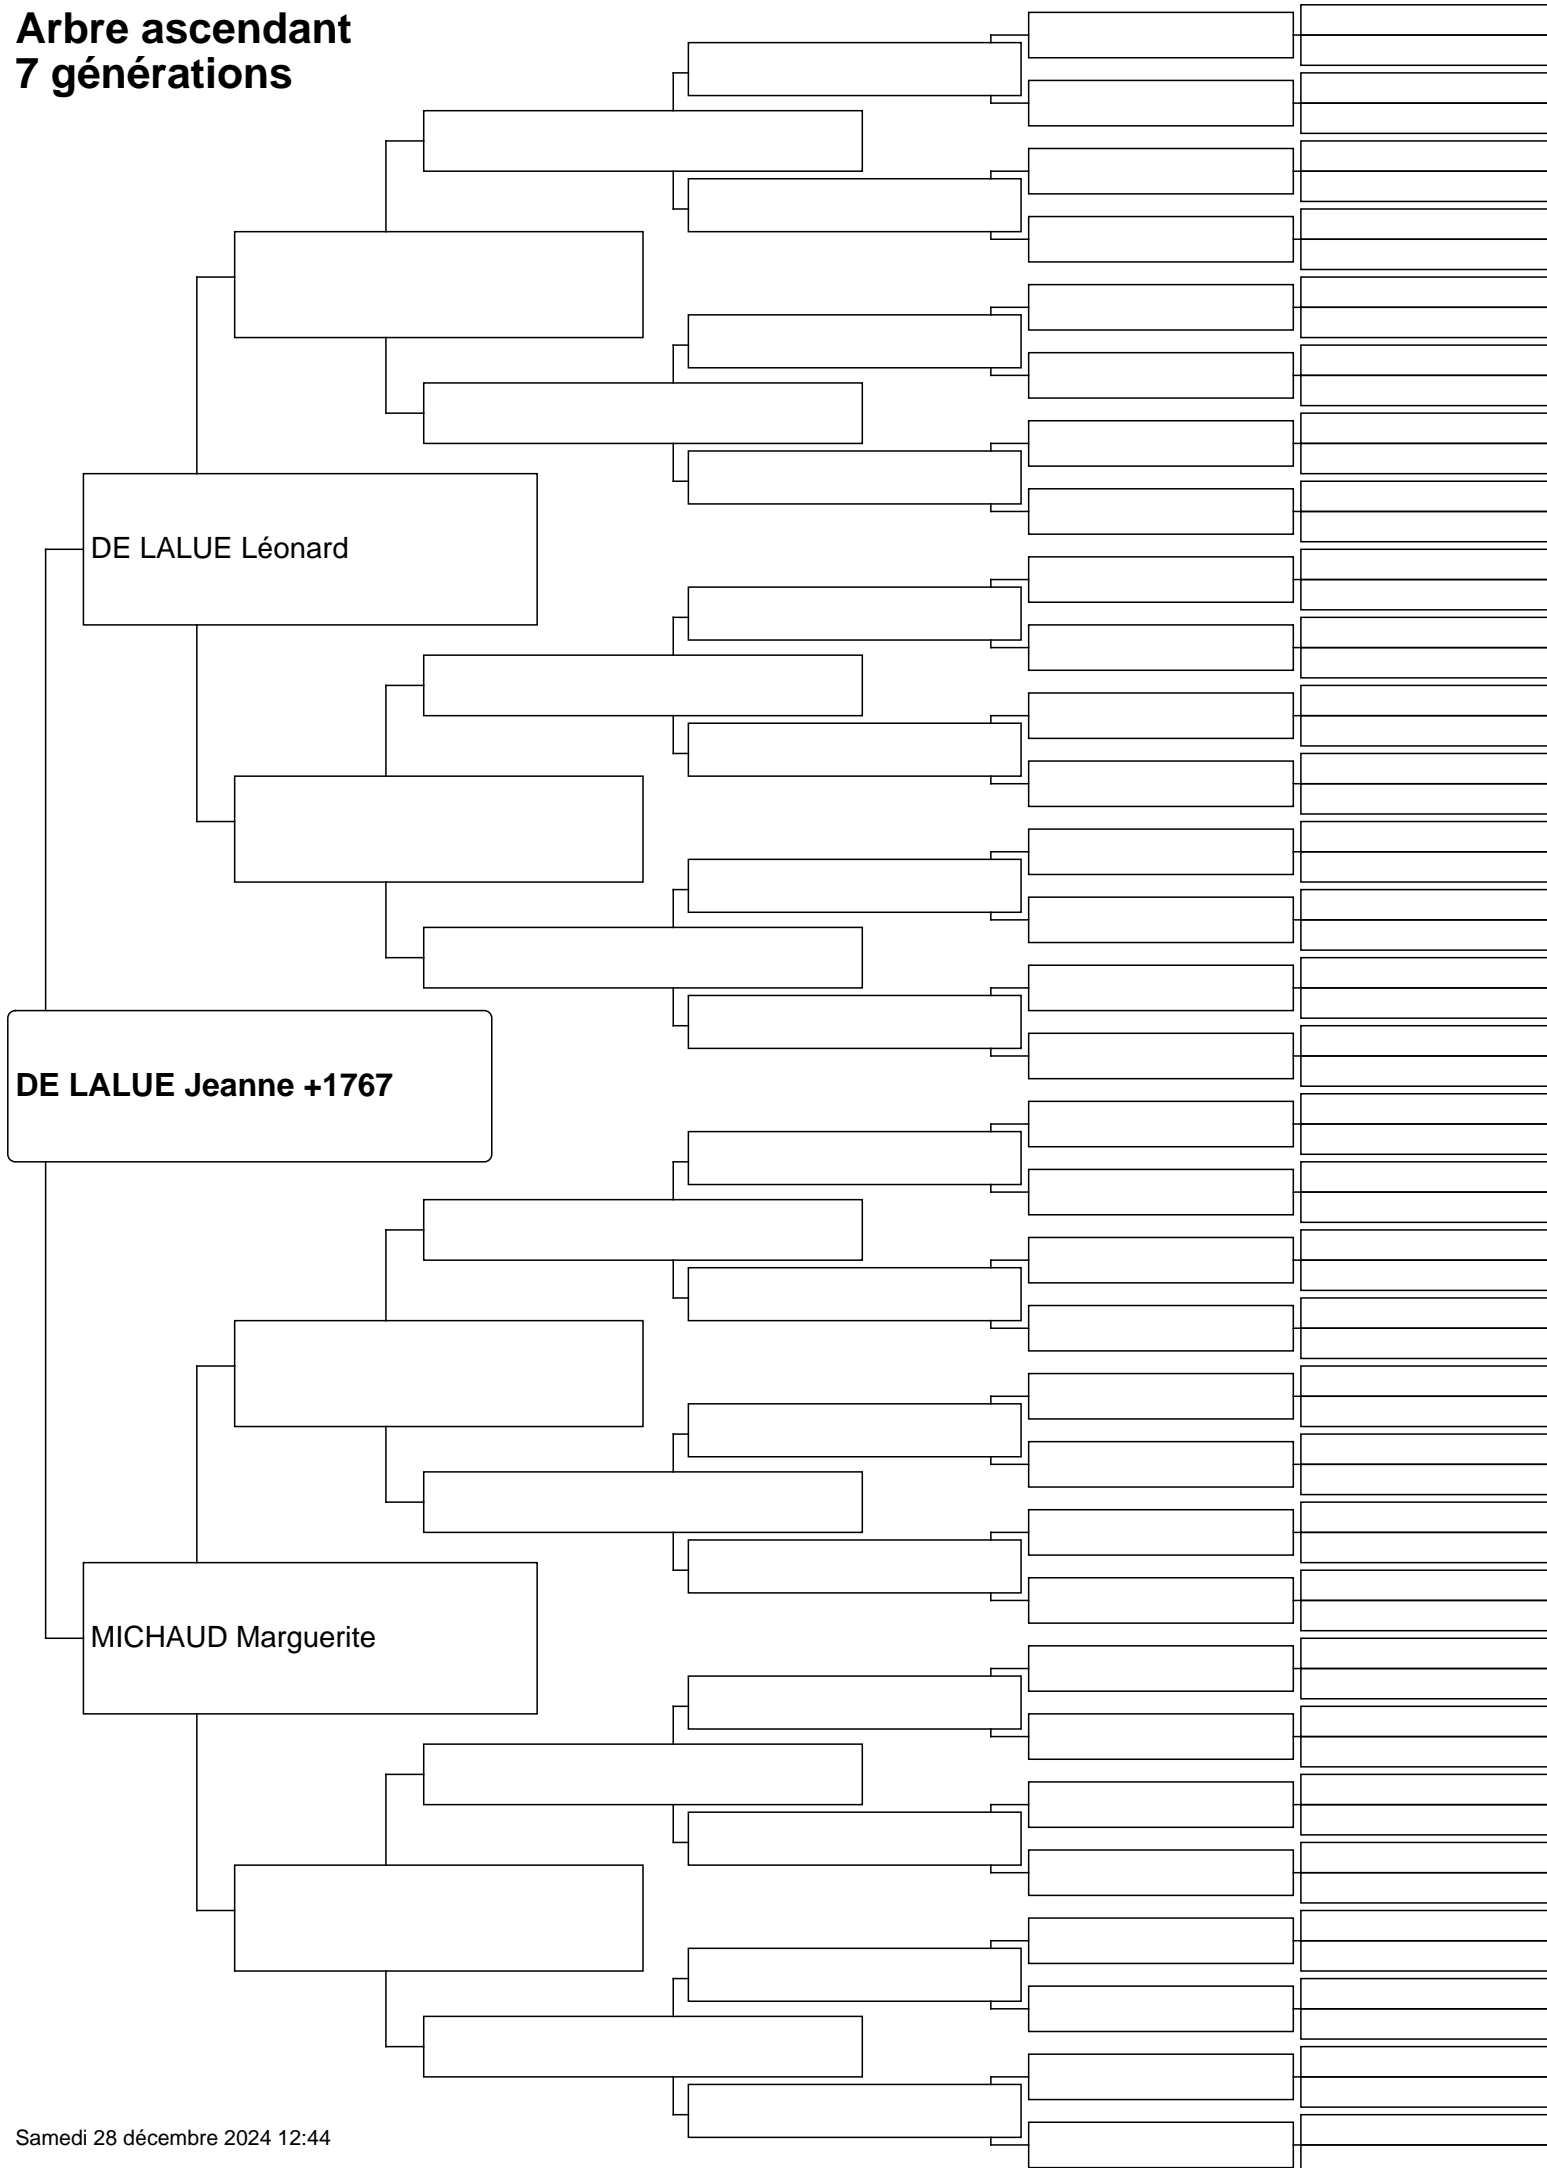 Arbre ascendant
7 générations
DE LALUE Léonard
DE LALUE Jeanne +1767
MICHAUD Marguerite
Samedi 28 décembre 2024 12:44